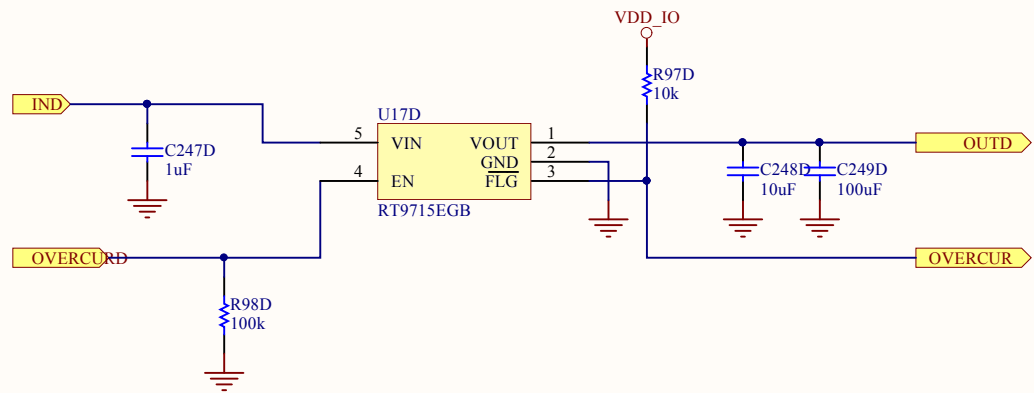 VDD_IO
R97D
10k
IND
U17D
C247D
1uF
5
VIN
VOUT
1
GND
2
4
EN
FLG
3
RT9715EGB
OUTD
C248D
10uF
C249D
100uF
OVERCURD
OVERCUR
R98D
100k